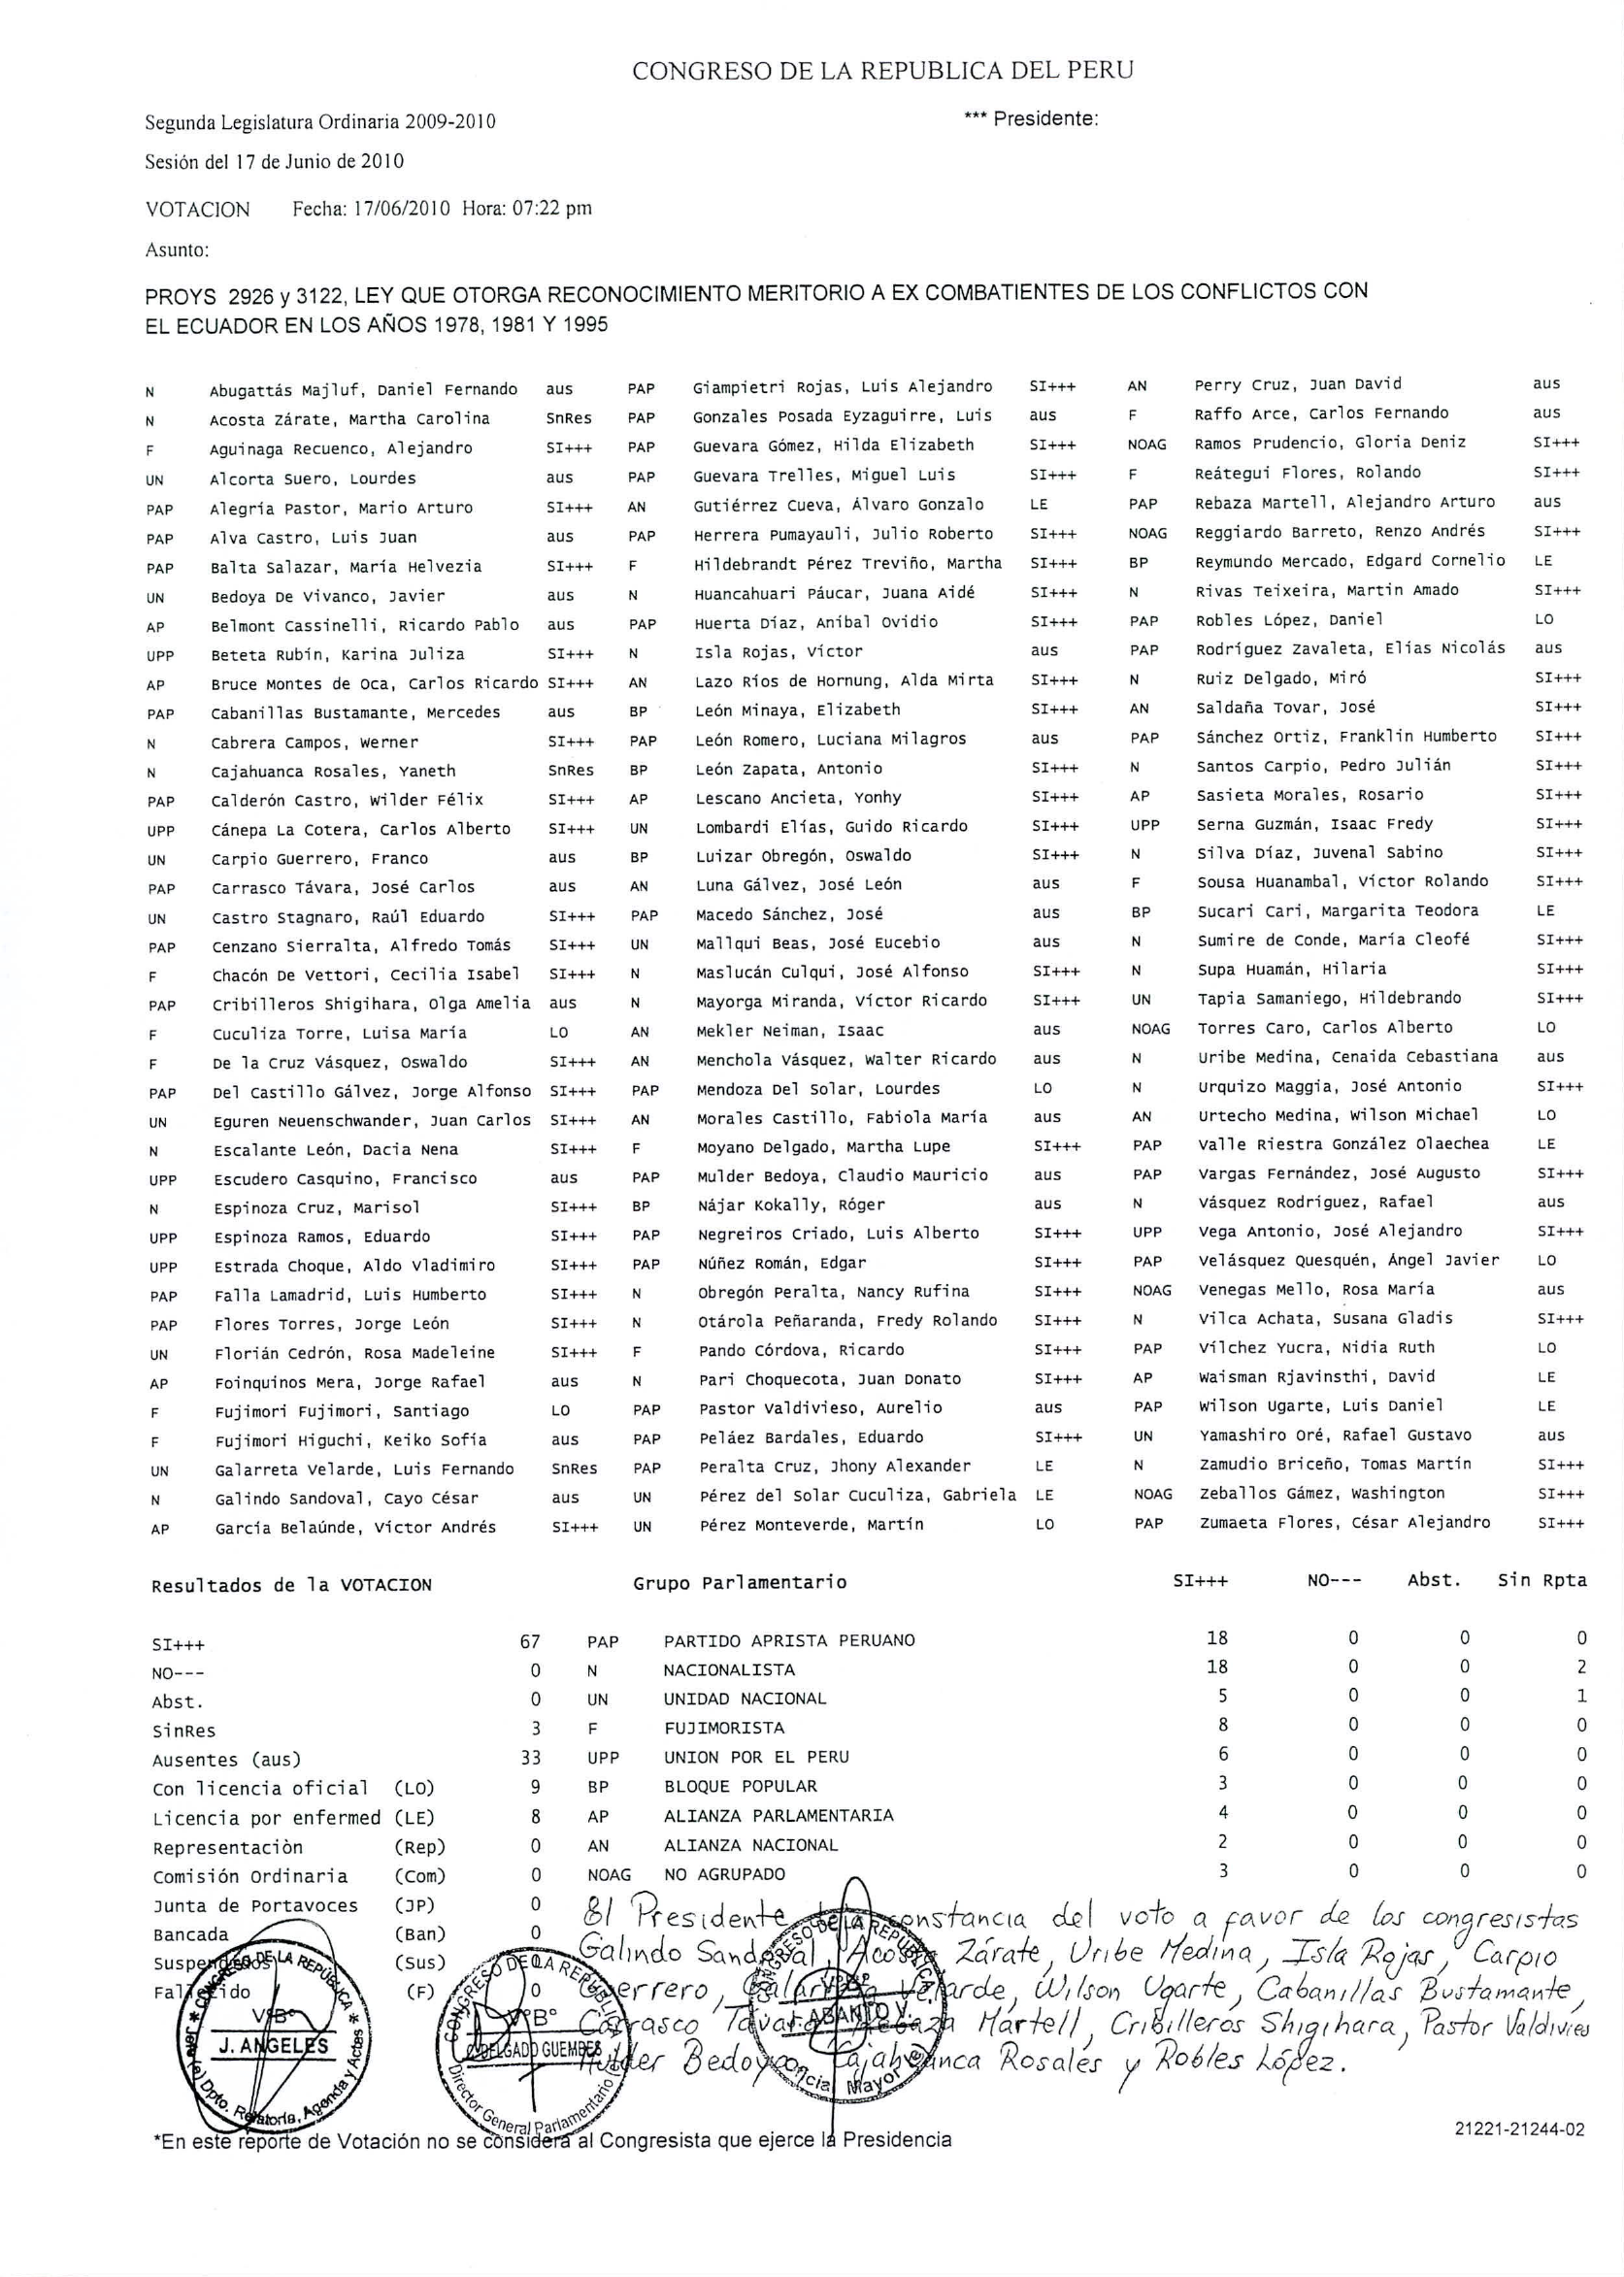 CONGRESO DE LA REPUBLICA DEL PERU
Segunda Legislatura Ordinaria 2009-2010 *** Presidente:
Sesión del 17 de Junio de 2010
VOTACION Fecha: 17/06/2010 Hora: 07:22 pm
Asunto:
PROYS 2926 y 3122, LEY QUE OTORGA RECONOCIMIENTO MERITORIO A EX COMBATIENTES DE LOS CONFLICTOS CON
EL ECUADOR EN LOS AÑOS 1978, 1981 Y 1995
N Abugattás Majluf, Daniel Fernando aus PAP Giampietri Rojas, Luis Alejandro SI+++ AN Perry Cruz, Juan David aus
N Acosta Zárate, Martha Carolina SnRes PAP Gonzales Posada Eyzaguirre, Luis aus F Raffo Arce, Carlos Fernando aus
F Aguinaga Recuenco, Alejandro SI+++ PAP Guevara Gómez, Hilda Elizabeth SI+++ NOAG Ramos Prudencio, Gloria Deniz SI+++
UN Alcorta Suero, Lourdes aus PAP Guevara Trelles, Miguel Luis SI+++ F Reátegui Flores, Rolando SI+++
PAP Alegría Pastor, Mario Arturo SI+++ AN Gutiérrez Cueva, Álvaro Gonzalo LE PAP Rebaza Martell, Alejandro Arturo aus
PAP Alva Castro, Luis Juan aus PAP Herrera Pumayauli, Julio Roberto SI+++ NOAG Reggiardo Barreto, Renzo Andrés SI+++
PAP Balta Salazar, María Helvezia SI+++ F Hildebrandt Pérez Treviño, Martha SI+++ BP Reymundo Mercado, Edgard Cornelio LE
UN Bedoya De Vivanco, Javier aus N Huancahuari Páucar, Juana Aidé SI+++ N Rivas Teixeira, Martin Amado SI+++
AP Belmont Cassinelli, Ricardo Pablo aus PAP Huerta Díaz, Aníbal Ovidio SI+++ PAP Robles López, Daniel LO
UPP Beteta Rubín, Karina Juliza SI+++ N Isla Rojas, Víctor aus PAP Rodríguez Zavaleta, Elías Nicolás aus
AP Bruce Montes de Oca, Carlos Ricardo SI+++ AN Lazo Ríos de Hornung, Alda Mirta SI+++ N Ruiz Delgado, Miró SI+++
PAP Cabanillas Bustamante, Mercedes aus BP León Minaya, Elizabeth SI+++ AN Saldaña Tovar, José SI+++
N Cabrera Campos, Werner SI+++ PAP León Romero, Luciana Milagros aus PAP Sánchez Ortiz, Franklin Humberto SI+++
N Cajahuanca Rosales, Yaneth SnRes BP León Zapata, Antonio SI+++ N Santos Carpio, Pedro Julián SI+++
PAP Calderón Castro, Wilder Félix SI+++ AP Lescano Ancieta, Yonhy SI+++ AP Sasieta Morales, Rosario SI+++
UPP Cánepa La Cotera, Carlos Alberto SI+++ UN Lombardi Elías, Guido Ricardo SI+++ UPP Serna Guzmán, Isaac Fredy SI+++
UN Carpio Guerrero, Franco aus BP Luizar Obregón, Oswaldo SI+++ N Silva Díaz, Juvenal Sabino SI+++
PAP Carrasco Távara, José Carlos aus AN Luna Gálvez, José León aus F Sousa Huanambal, Víctor Rolando SI+++
UN Castro Stagnaro, Raúl Eduardo SI+++ PAP Macedo Sánchez, José aus BP Sucari Cari, Margarita Teodora LE
PAP Cenzano Sierralta, Alfredo Tomás SI+++ UN Mallqui Beas, José Eucebio aus N Sumire de Conde, María Cleofé SI+++
F Chacón De Vettori, Cecilia Isabel SI+++ N Maslucán Culqui, José Alfonso SI+++ N Supa Huamán, Hilaria SI+++
PAP Cribilleros Shigihara, Olga Amelia aus N Mayorga Miranda, Víctor Ricardo SI+++ UN Tapia Samaniego, Hildebrando SI+++
F Cuculiza Torre, Luisa María LO AN Mekler Neiman, Isaac aus NOAG Torres Caro, Carlos Alberto LO
F De la Cruz Vásquez, Oswaldo SI+++ AN Menchola Vásquez, Walter Ricardo aus N Uribe Medina, Cenaida Cebastiana aus
PAP Del Castillo Gálvez, Jorge Alfonso SI+++ PAP Mendoza Del Solar, Lourdes LO N Urquizo Maggia, José Antonio SI+++
UN Eguren Neuenschwander, Juan Carlos SI+++ AN Morales Castillo, Fabiola María aus AN Urtecho Medina, Wilson Michael LO
N Escalante León, Dacia Nena SI+++ F Moyano Delgado, Martha Lupe SI+++ PAP Valle Riestra González Olaechea LE
UPP Escudero Casquino, Francisco aus PAP Mulder Bedoya, Claudio Mauricio aus PAP Vargas Fernández, José Augusto SI+++
N Espinoza Cruz, Marisol SI+++ BP Nájar Kokally, Róger aus N Vásquez Rodríguez, Rafael aus
UPP Espinoza Ramos, Eduardo SI+++ PAP Negreiros Criado, Luis Alberto SI+++ UPP Vega Antonio, José Alejandro SI+++
UPP Estrada Choque, Aldo Vladimiro SI+++ PAP Núñez Román, Edgar SI+++ PAP Velásquez Quesquén, Ángel Javier LO
PAP Falla Lamadrid, Luis Humberto SI+++ N Obregón Peralta, Nancy Rufina SI+++ NOAG Venegas Mello, Rosa María aus
PAP Flores Torres, Jorge León SI+++ N Otárola Peñaranda, Fredy Rolando SI+++ N Vilca Achata, Susana Gladis SI+++
UN Florián Cedrón, Rosa Madeleine SI+++ F Pando Córdova, Ricardo SI+++ PAP Vílchez Yucra, Nidia Ruth LO
AP Foinquinos Mera, Jorge Rafael aus N Pari Choquecota, Juan Donato SI+++ AP Waisman Rjavinsthi, David LE
F Fujimori Fujimori, Santiago LO PAP Pastor Valdivieso, Aurelio aus PAP Wilson Ugarte, Luis Daniel LE
F Fujimori Higuchi, Keiko Sofía aus PAP Peláez Bardales, Eduardo SI+++ UN Yamashiro Oré, Rafael Gustavo aus
UN Galarreta Velarde, Luis Fernando SnRes PAP Peralta Cruz, Jhony Alexander LE N Zamudio Briceño, Tomas Martín SI+++
N Galindo Sandoval, Cayo César aus UN Pérez del Solar Cuculiza, Gabriela LE NOAG Zeballos Gámez, Washington SI+++
AP García Belaúnde, Víctor Andrés SI+++ UN Pérez Monteverde, Martín LO PAP Zumaeta Flores, César Alejandro SI+++
Resultados de la VOTACION Grupo Parlamentario SI+++ NO--- Abst. Sin Rpta
SI+++ 67 PAP PARTIDO APRISTA PERUANO 18 0 0 0
NO--- 0 N NACIONALISTA 18 0 0 2
Abst. 0 UN UNIDAD NACIONAL 5 0 0 1
SinRes 3 F FUJIMORISTA 8 0 0 0
Ausentes (aus) 33 UPP UNION POR EL PERU 6 0 0 0
Con licencia oficial (LO) 9 BP BLOQUE POPULAR 3 0 0 0
Licencia por enfermed (LE) 8 AP ALIANZA PARLAMENTARIA 4 0 0 0
Representaciòn (Rep) 0 AN ALIANZA NACIONAL 2 0 0 0
Comisión Ordinaria (Com) 0 NOAG NO AGRUPADO 3 0 0 0
Junta de Portavoces (JP) 0
El Presidente deja constancia del voto a favor de los congresistas
Bancada (Ban) 0
Galindo Sandoval, Acosta Zárate, Uribe Medina, Isla Rojas, Carpio
Suspendidos (Sus) 0
Fallecido (F) 0
Guerrero, Galarreta Velarde, Wilson Ugarte, Cabanillas Bustamante,
Carrasco Távara, Rebaza Martell, Cribilleros Shigihara, Pastor Valdivies
Mulder Bedoya, Cajahuanca Rosales y Robles López.
CONGRESO DE LA REPÚBLICA
V°B°
J. ANGELES
Jefe (e) Dpto. Relatoría, Agenda y Actas
CONGRESO DE LA REPÚBLICA
V°B°
C. DELGADO GUEMBES
Director General Parlamentario
CONGRESO DE LA REPÚBLICA
V°B°
ABANTO V.
Oficial Mayor (e)
*En este reporte de Votación no se considera al Congresista que ejerce la Presidencia
21221-21244-02